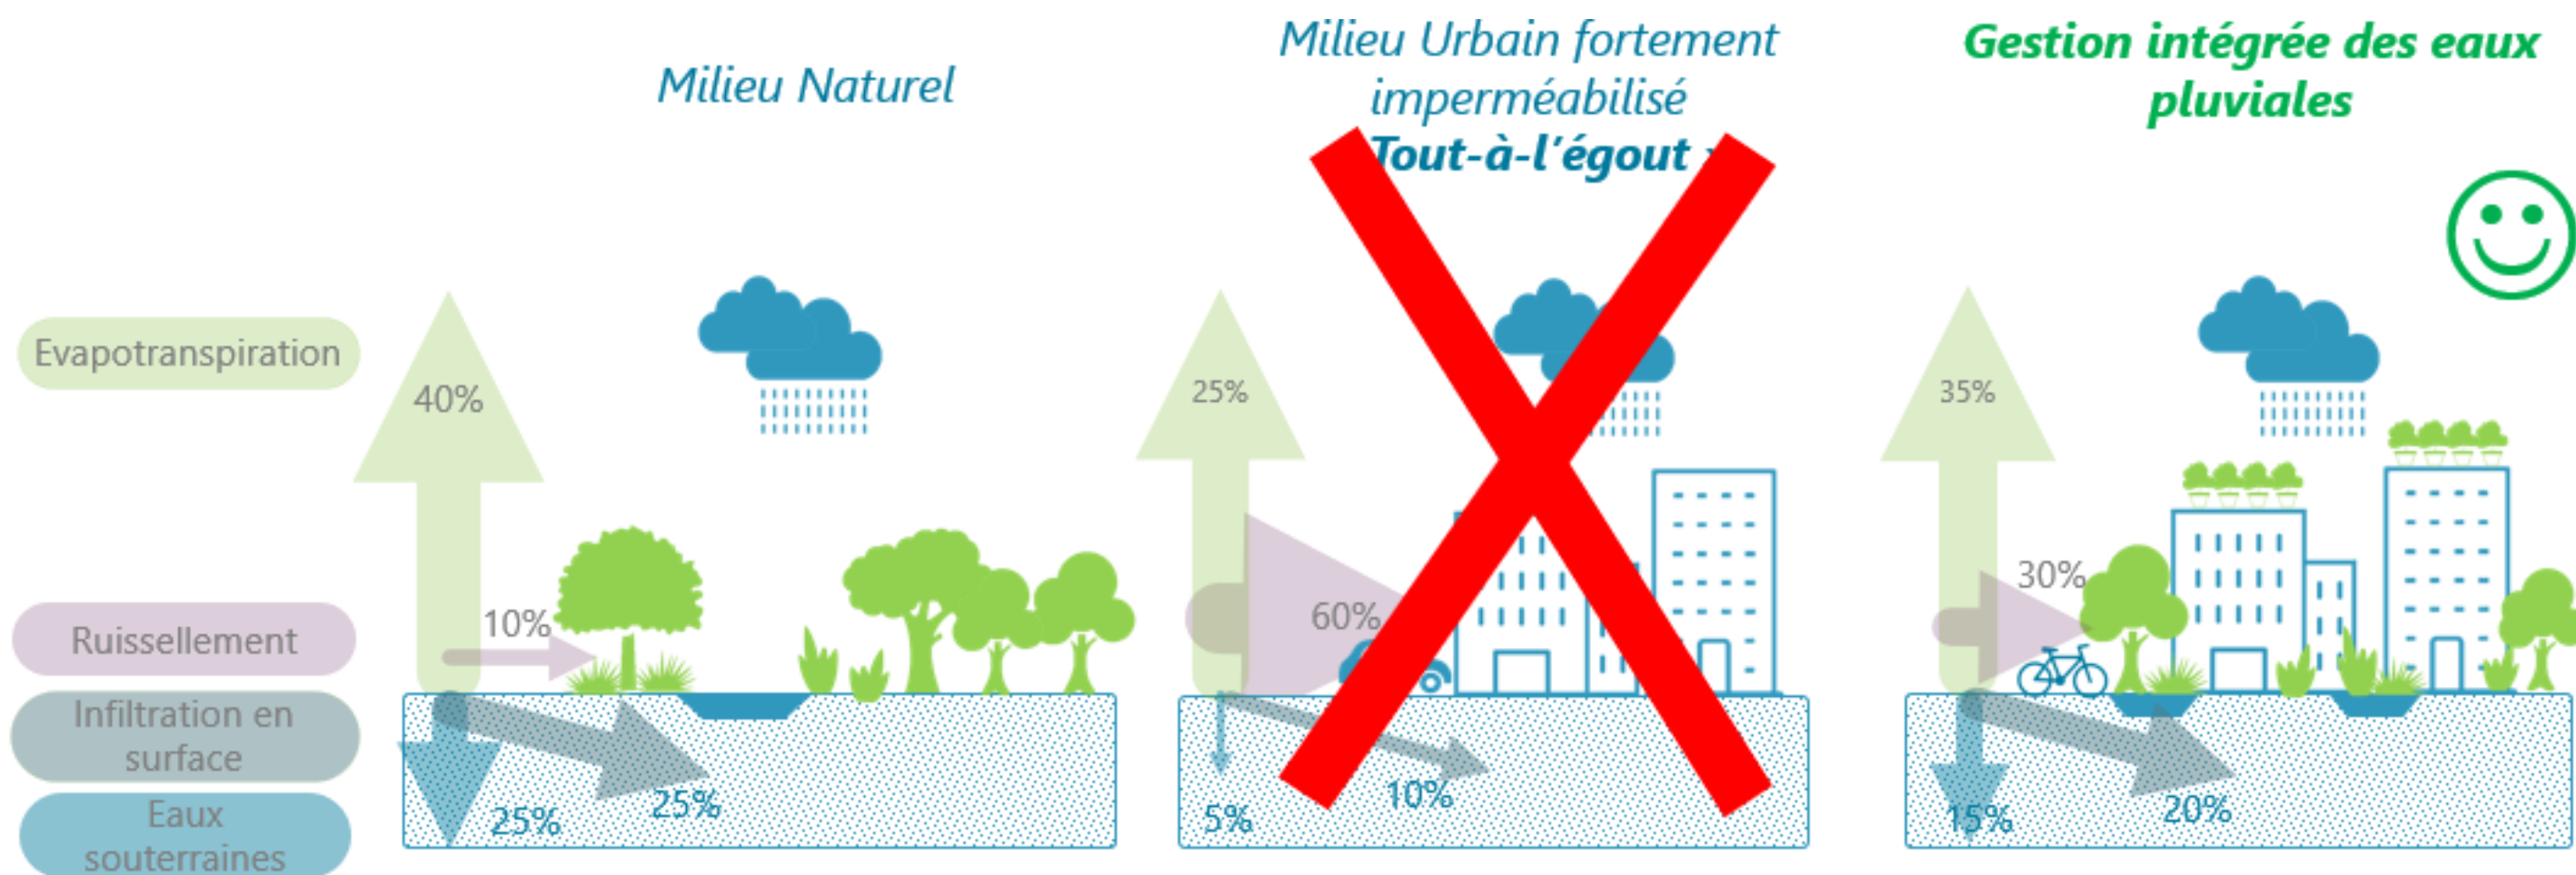 Milieu Naturel
Milieu Urbain fortement
imperméabilisé
Tout-à-l'égout
Gestion intégrée des eaux
pluviales
Evapotranspiration
Ruissellement
Infiltration en
surface
Eaux
souterraines
40%
10%
25%
25%
25%
60%
10%
5%
35%
30%
20%
15%